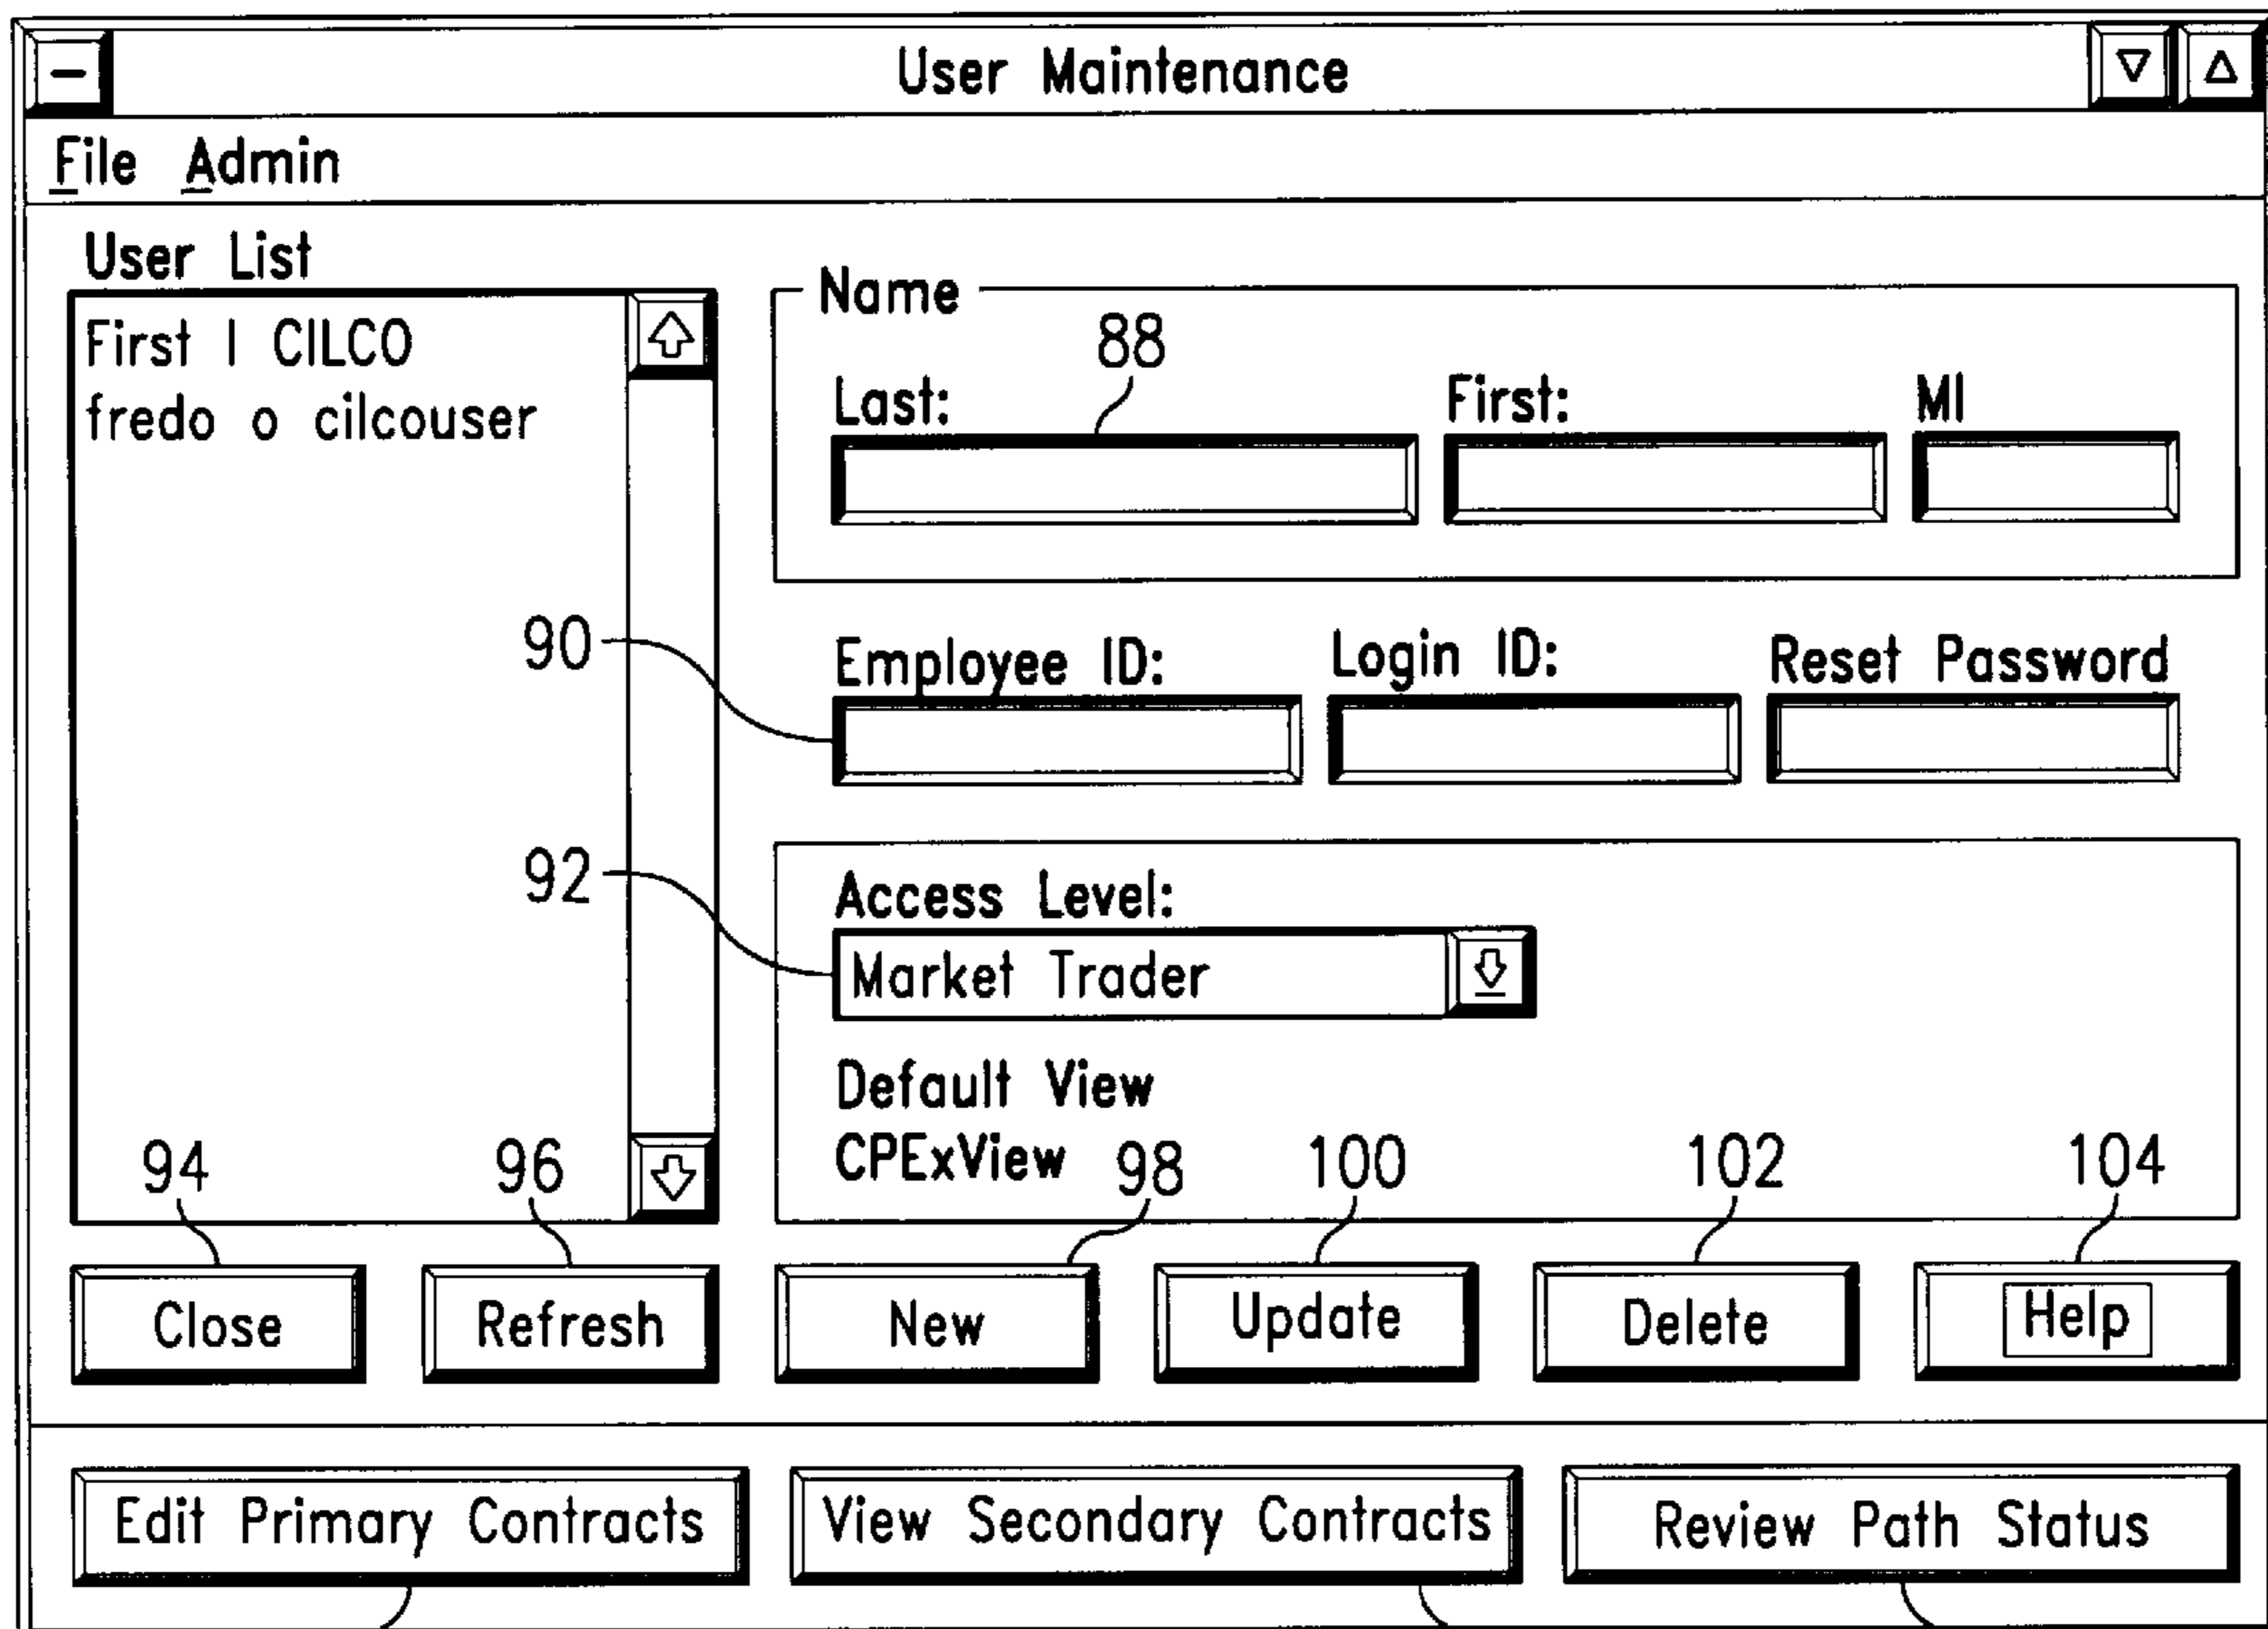 User Maintenance
File Admin
User List
First I CILCO
fredo o cilcouser
Name
88
Last: First: MI
90
Employee ID: Login ID: Reset Password
92
Access Level:
Market Trader
Default View
CPExView
94 96 98 100 102 104
Close Refresh New Update Delete Help
Edit Primary Contracts View Secondary Contracts Review Path Status